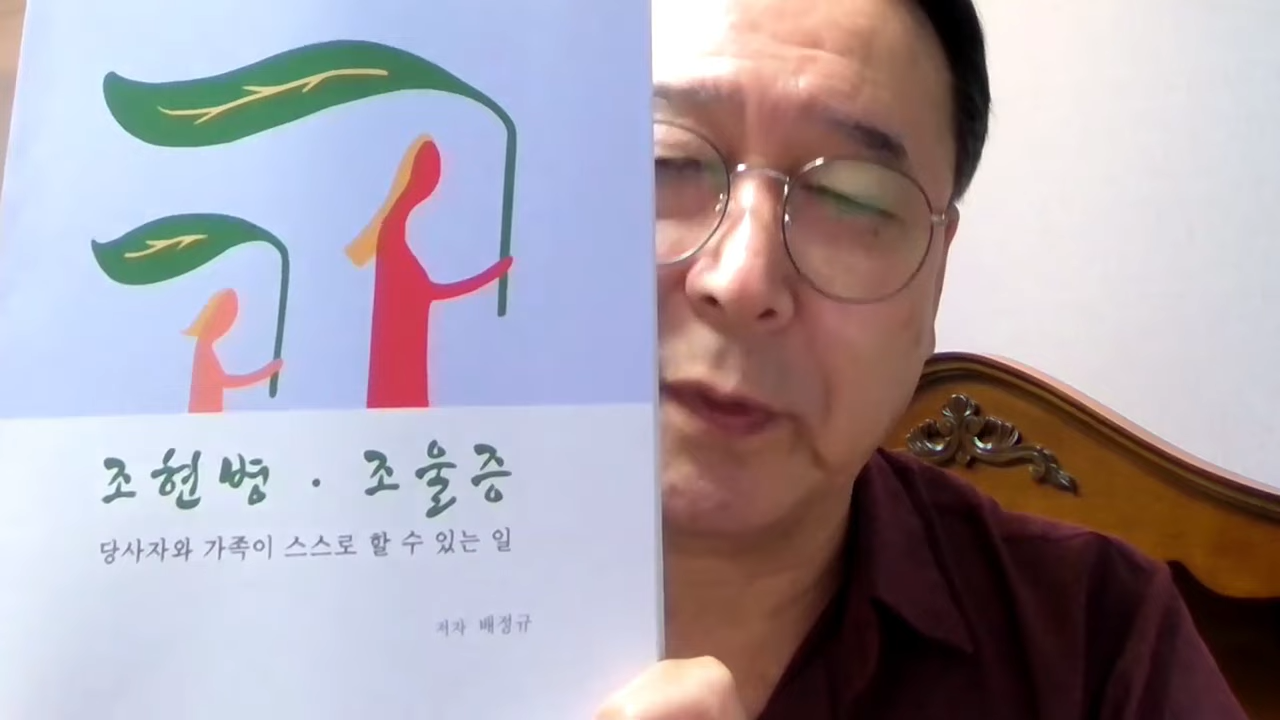 조현병 · 조울증
당사자와 가족이 스스로 할 수 있는 일
저자 배정규